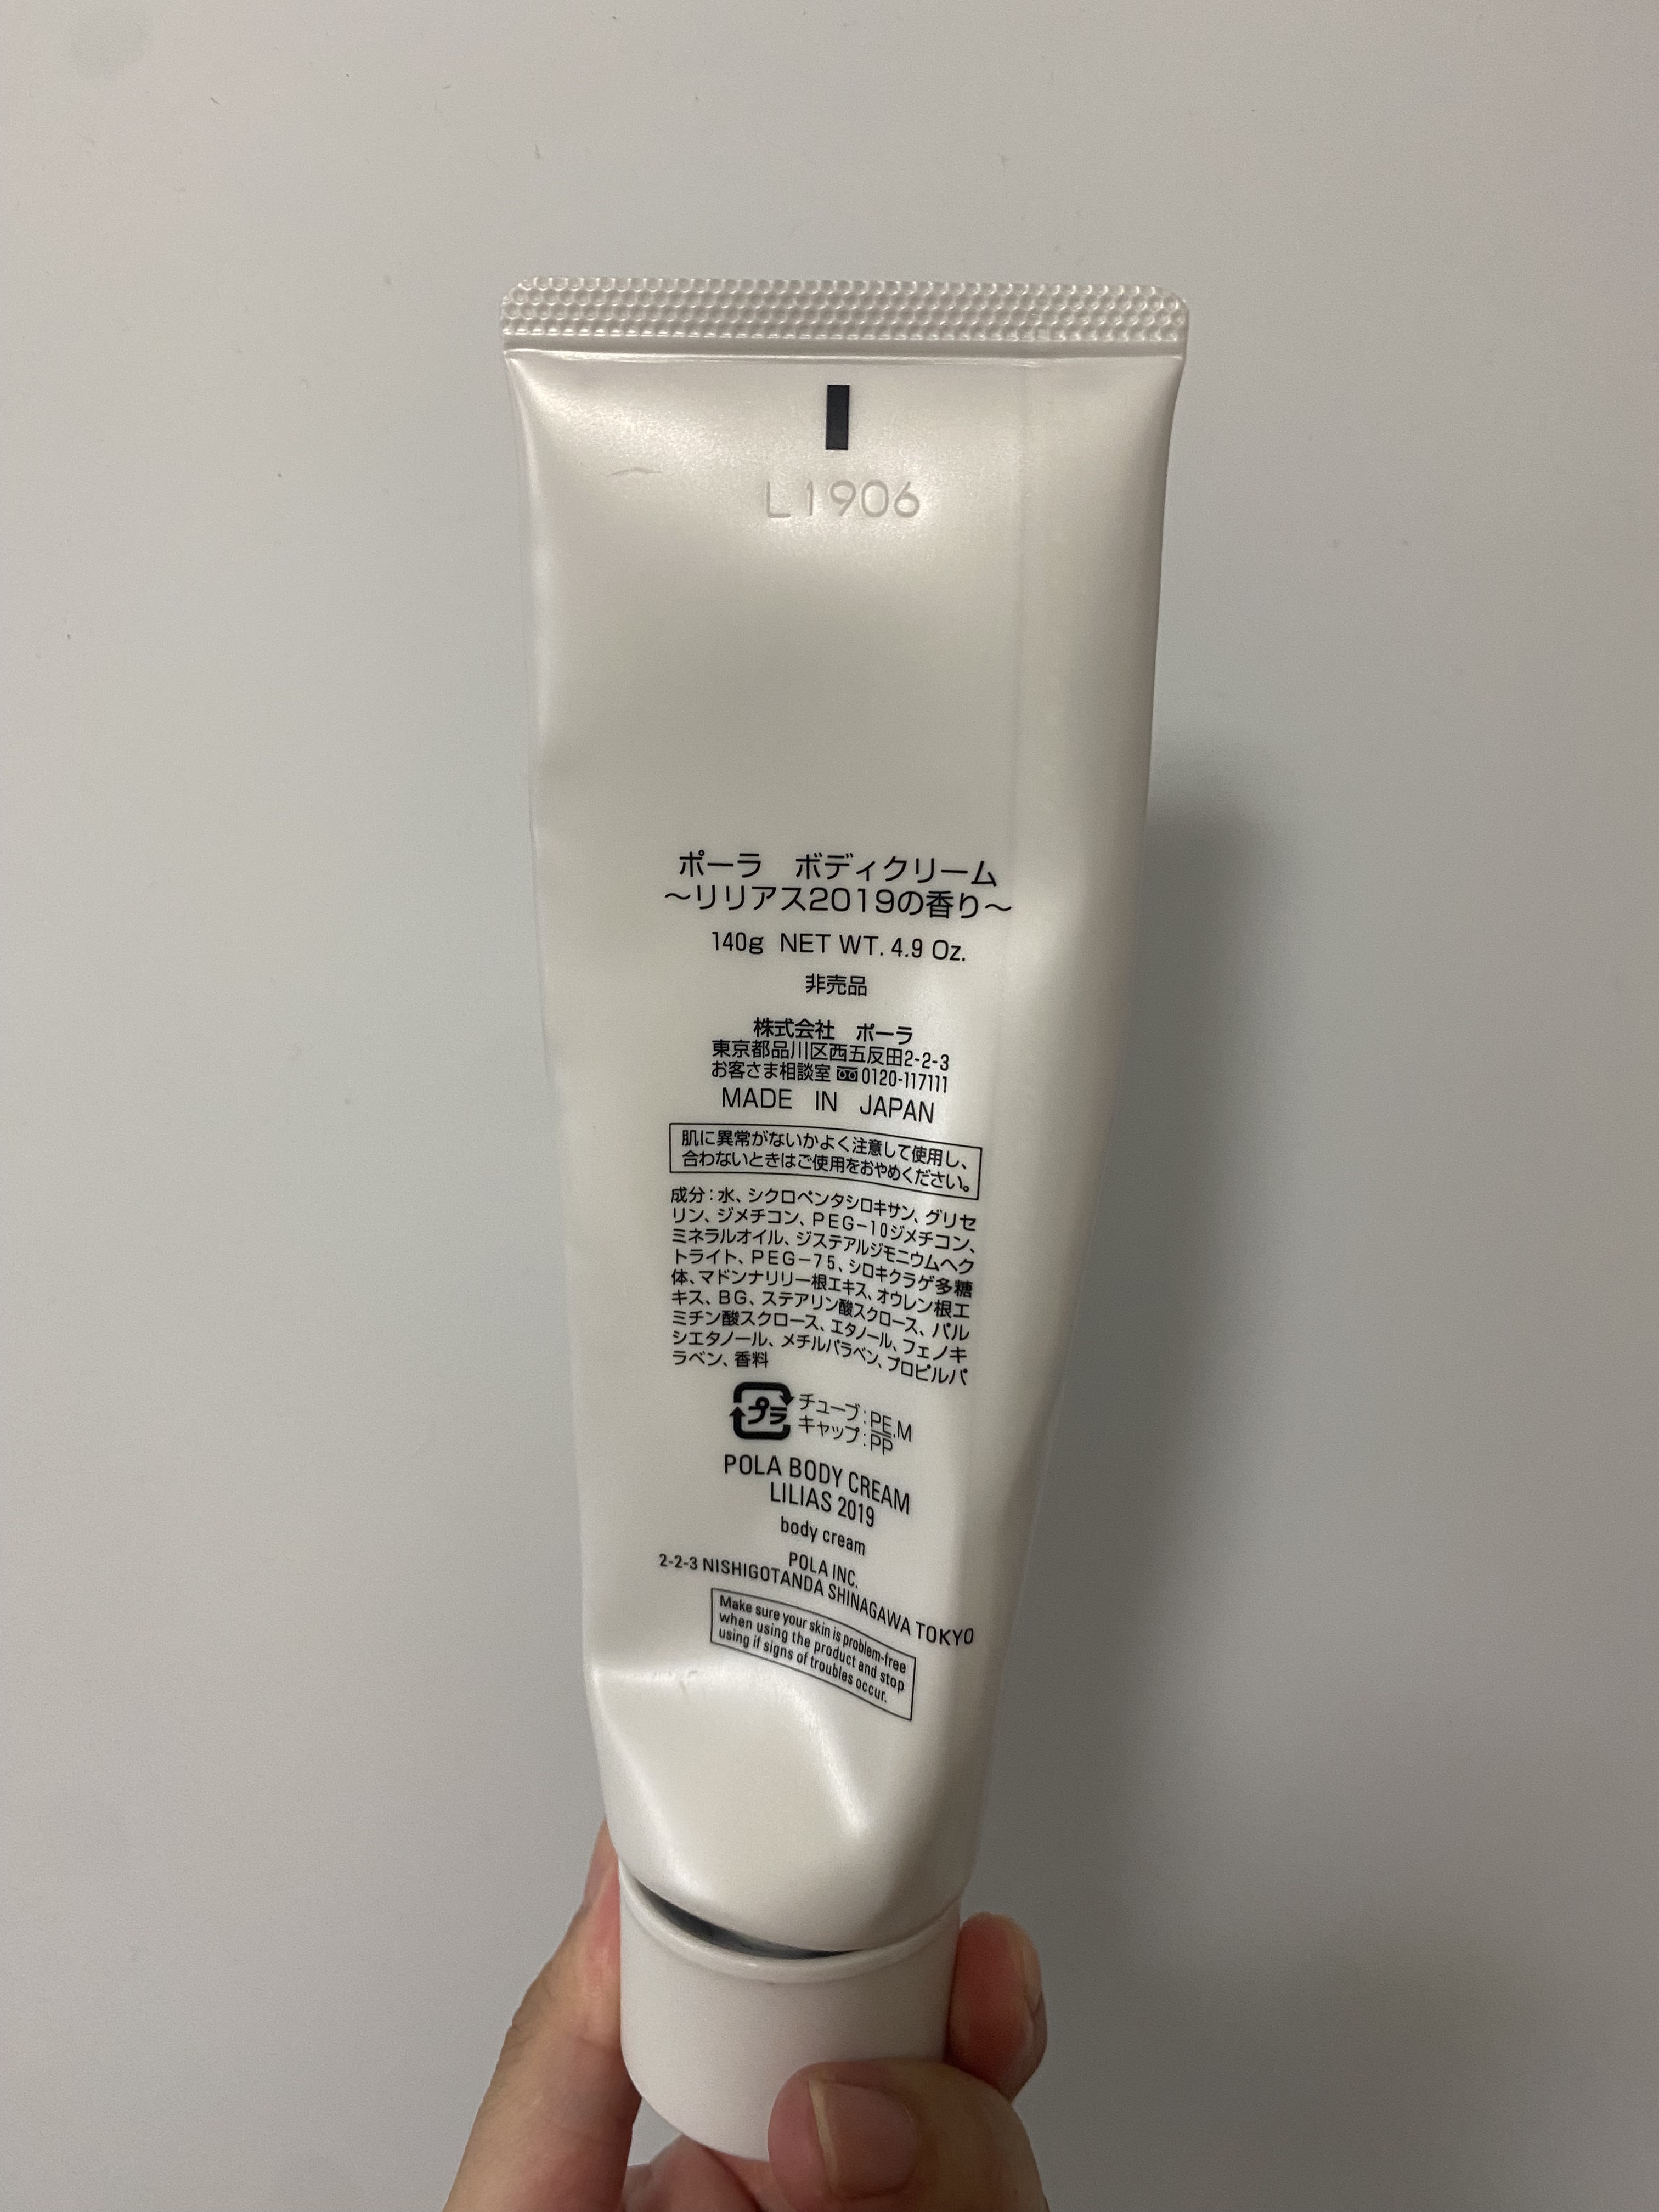 L1906
ポーラ　ボディクリーム
～リリアス2019の香り～
140g NET WT. 4.9 Oz.
非売品
株式会社　ポーラ
東京都品川区西五反田2-2-3
お客さま相談室 0120-117111
MADE IN JAPAN
肌に異常がないかよく注意して使用し、
合わないときはご使用をおやめください。
成分：水、シクロペンタシロキサン、グリセ
リン、ジメチコン、PEG-10ジメチコン、
ミネラルオイル、ジステアルジモニウムヘク
トライト、PEG-75、シロキクラゲ多糖
体、マドンナリリー根エキス、オウレン根エ
キス、BG、ステアリン酸スクロース、パル
ミチン酸スクロース、エタノール、フェノキ
シエタノール、メチルパラベン、プロピルパ
ラベン、香料
プラ
チューブ：PE,M
キャップ：PP
POLA BODY CREAM
LILIAS 2019
body cream
POLA INC.
2-2-3 NISHIGOTANDA SHINAGAWA TOKYO
Make sure your skin is problem-free
when using the product and stop
using if signs of troubles occur.